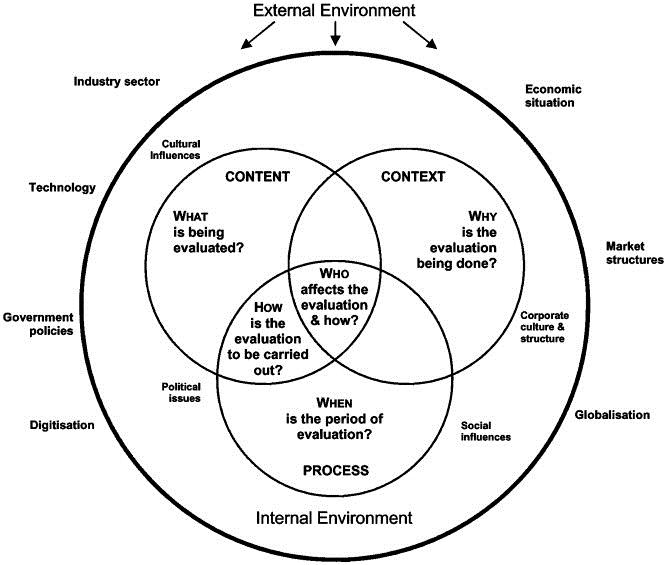 External Environment
Industry sector
Economic
situation
Cultural
Influences
CONTENT
CONTEXT
Technology
WHAT
is being
evaluated?
WHY
is the
evaluation
being done?
Market
structures
WHO
affects the
evaluation
& how?
HOW
is the
evaluation
to be carried
out?
Government
policies
Corporate
culture &
structure
Political
issues
WHEN
is the period of
evaluation?
Globalisation
Digitisation
Social
influences
PROCESS
Internal Environment